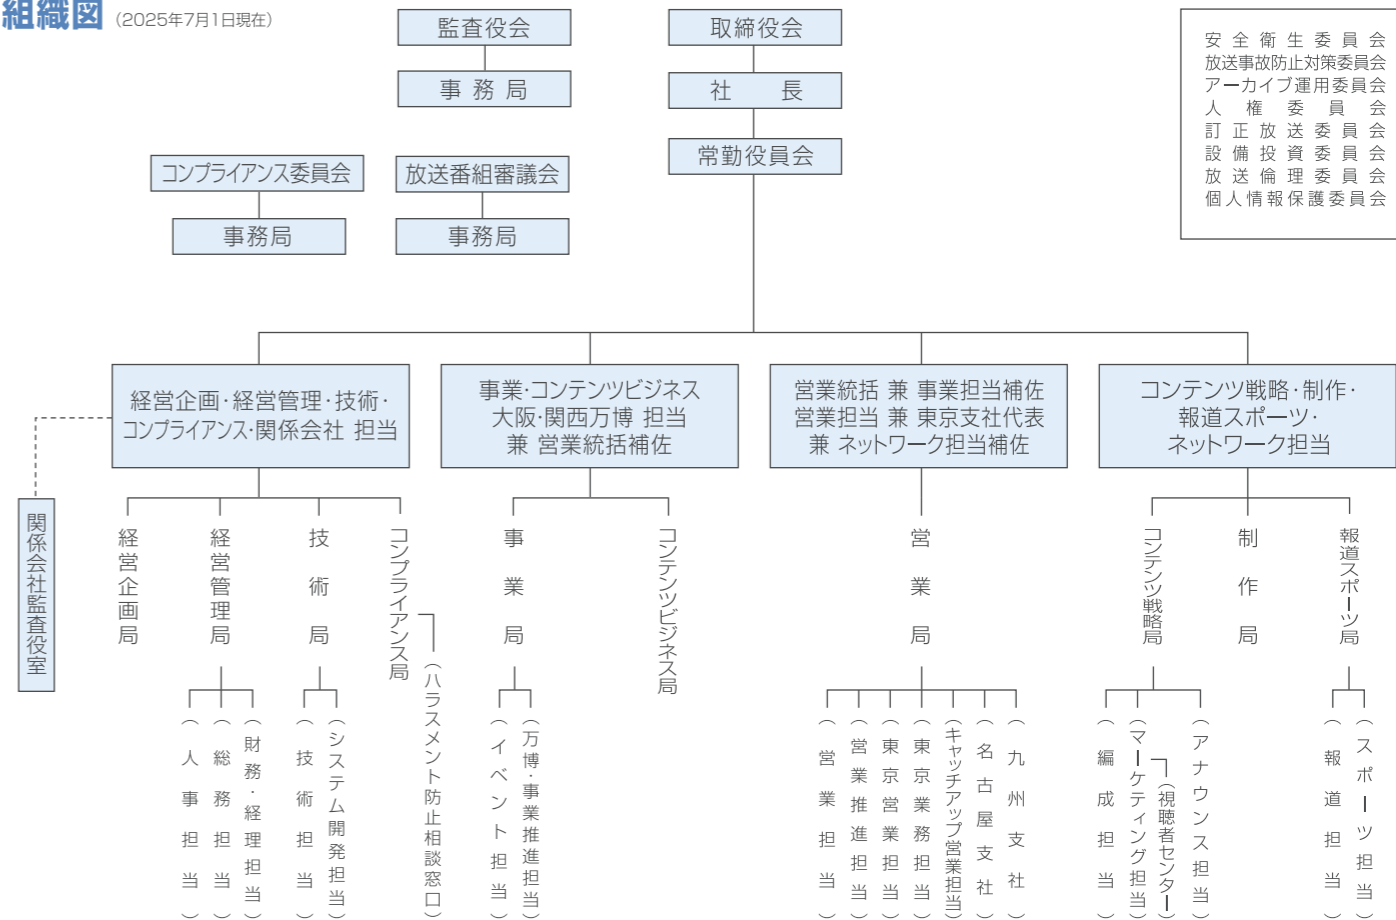 組織図 (2025年7月1日現在)
監査役会
事務局
取締役会
社長
常勤役員会
コンプライアンス委員会
事務局
放送番組審議会
事務局
安全衛生委員会
放送事故防止対策委員会
アーカイブ運用委員会
人権委員会
訂正放送委員会
設備投資委員会
放送倫理委員会
個人情報保護委員会
経営企画・経営管理・技術・
コンプライアンス・関係会社 担当
事業・コンテンツビジネス
大阪・関西万博 担当
兼 営業統括補佐
営業統括 兼 事業担当補佐
営業担当 兼 東京支社代表
兼 ネットワーク担当補佐
コンテンツ戦略・制作・
報道スポーツ・
ネットワーク担当
関係会社監査役室
経営企画局
経営管理局
技術局
コンプライアンス局
事業局
コンテンツビジネス局
営業局
コンテンツ戦略局
制作局
報道スポーツ局
(人事担当)
(総務担当)
(財務・経理担当)
(技術担当)
(システム開発担当)
(ハラスメント防止相談窓口)
(イベント担当)
(万博・事業推進担当)
(営業担当)
(営業推進担当)
(東京営業担当)
(東京業務担当)
(キャッチアップ営業担当)
(名古屋支社)
(九州支社)
(編成担当)
(マーケティング担当)
(視聴者センター)
(アナウンス担当)
(報道担当)
(スポーツ担当)